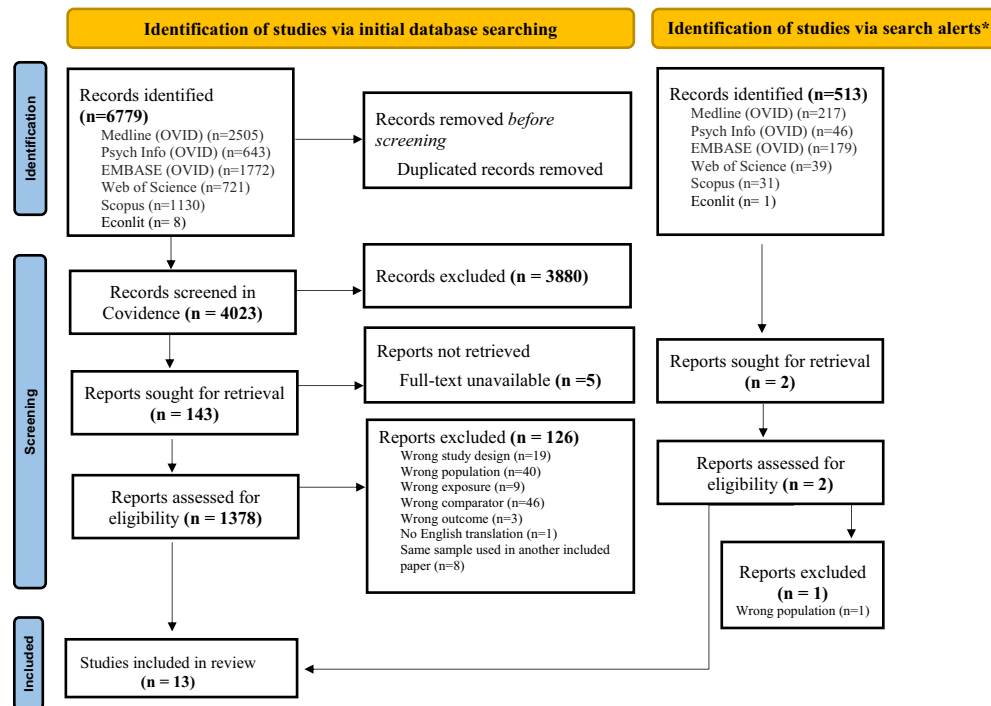 Identification of studies via initial database searching
Identification of studies via search alerts*
Identification
Records identified
(n=6779)
Medline (OVID) (n=2505)
Psych Info (OVID) (n=643)
EMBASE (OVID) (n=1772)
Web of Science (n=721)
Scopus (n=1130)
Econlit (n= 8)
Records removed before
screening
Duplicated records removed
Records identified (n=513)
Medline (OVID) (n=217)
Psych Info (OVID) (n=46)
EMBASE (OVID) (n=179)
Web of Science (n=39)
Scopus (n=31)
Econlit (n= 1)
Screening
Records screened in
Covidence (n = 4023)
Records excluded (n = 3880)
Reports sought for retrieval
(n = 143)
Reports not retrieved
Full-text unavailable (n =5)
Reports sought for retrieval
(n = 2)
Reports assessed for
eligibility (n = 1378)
Reports excluded (n = 126)
Wrong study design (n=19)
Wrong population (n=40)
Wrong exposure (n=9)
Wrong comparator (n=46)
Wrong outcome (n=3)
No English translation (n=1)
Same sample used in another included
paper (n=8)
Reports assessed for
eligibility (n = 2)
Reports excluded
(n = 1)
Wrong population (n=1)
Included
Studies included in review
(n = 13)